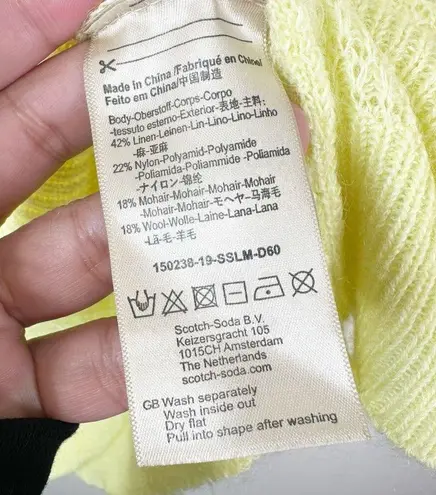 Made in China /Fabriqué en Chine/
Feito em China/中国制造
Body-Oberstoff-Corps-Corpo
-tessuto esterno-Exterior-表地-主料:
42% Linen-Leinen-Lin-Lino-Lino-Linho
-麻-亚麻
22% Nylon-Polyamid-Polyamide
-Poliamida-Poliammide -Poliamida
-ナイロン-锦纶
18% Mohair-Mohair-Mohair-Mohair
-Mohair-Mohair-モヘヤ-马海毛
18% Wool-Wolle-Laine-Lana-Lana
-Lã-毛-羊毛
150238-19-SSLM-D60
Scotch-Soda B.V.
Keizersgracht 105
1015CH Amsterdam
The Netherlands
scotch-soda.com
GB Wash separately
Wash inside out
Dry flat
Pull into shape after washing